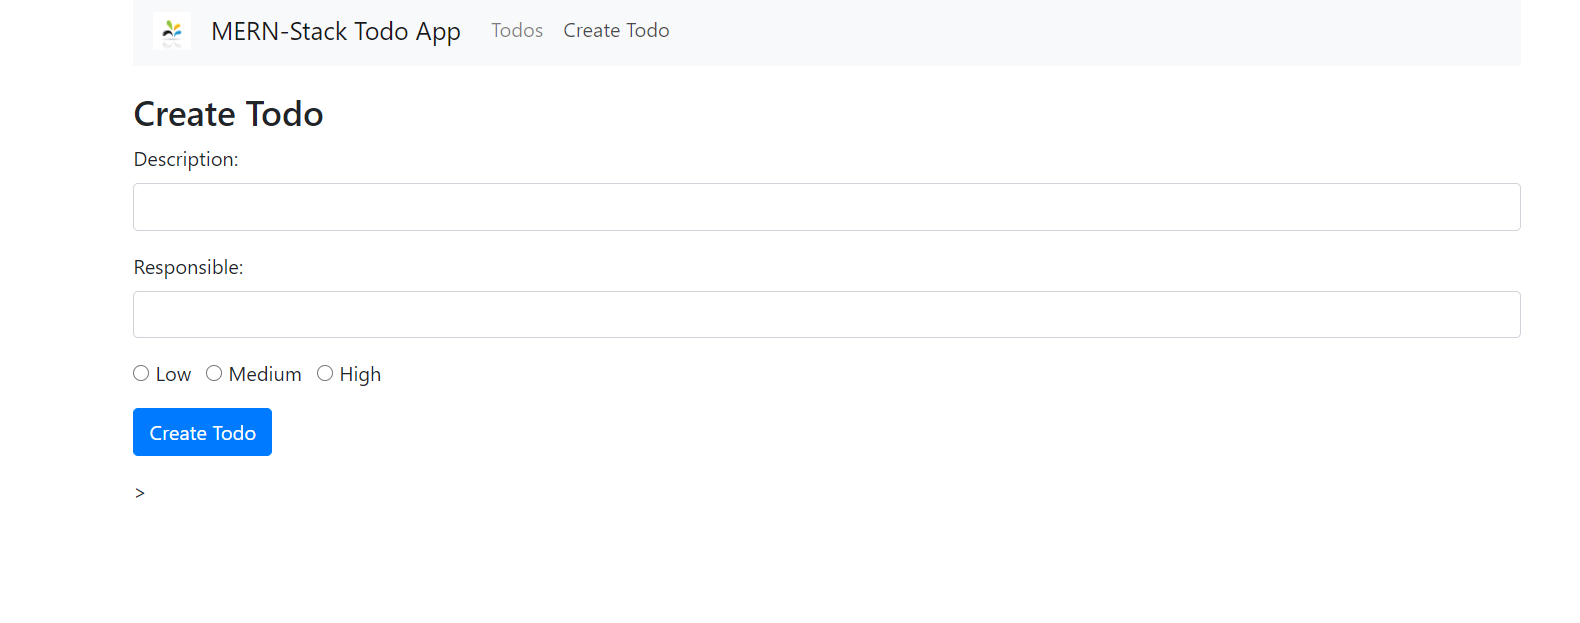 MERN-Stack Todo App Todos Create Todo
Create Todo
Description:
Responsible:
Low Medium High
Create Todo
>